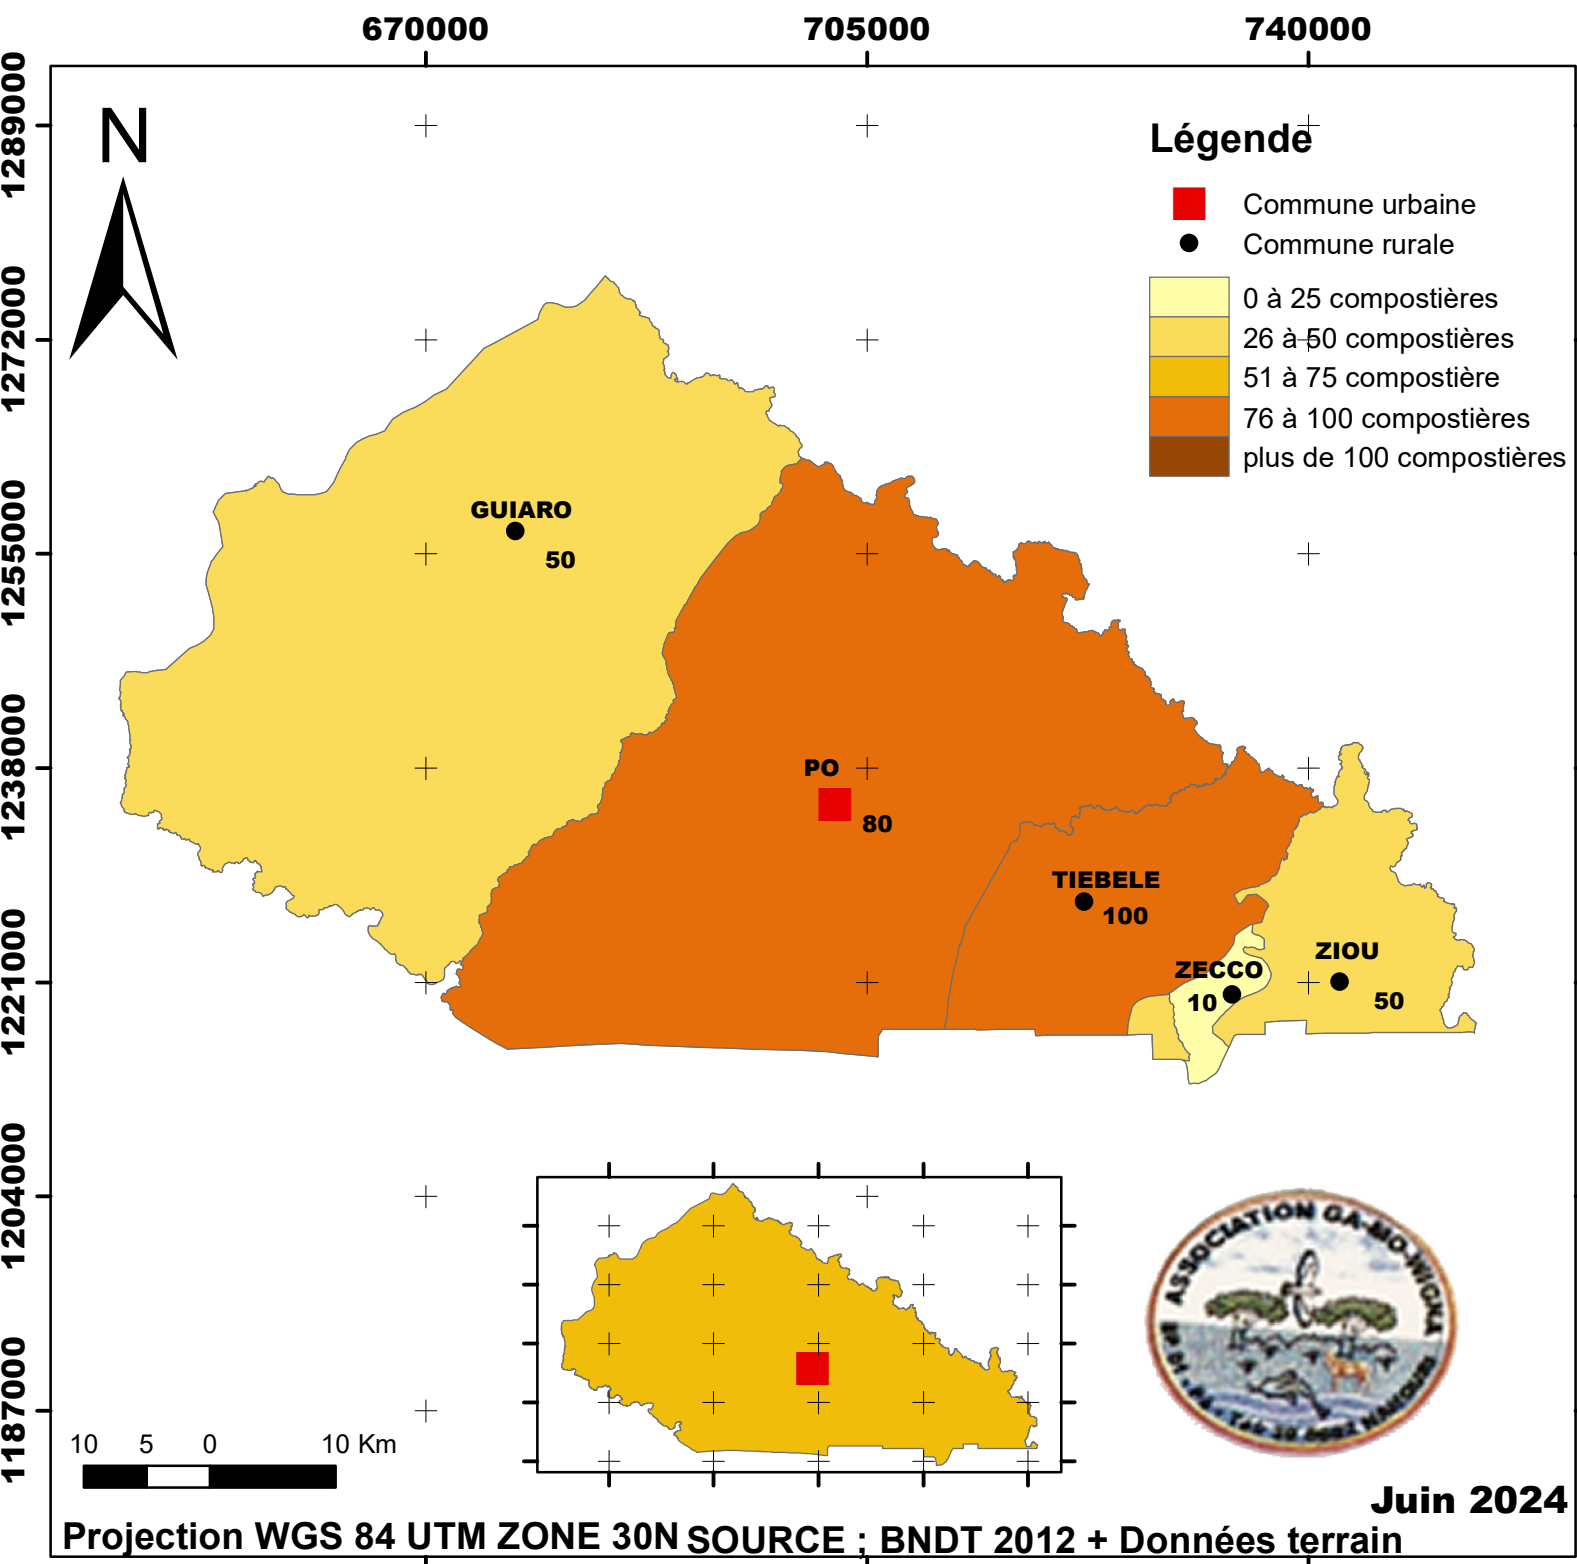 670000 705000 740000
1289000
1272000
1255000
1238000
1221000
1204000
1187000
N
Légende
Commune urbaine
Commune rurale
0 à 25 compostières
26 à 50 compostières
51 à 75 compostière
76 à 100 compostières
plus de 100 compostières
GUIARO
50
PO
80
TIEBELE
100
ZECCO
10
ZIOU
50
ASSOCIATION GA-MO-WIGNA
10 5 0 10 Km
Juin 2024
Projection WGS 84 UTM ZONE 30N SOURCE ; BNDT 2012 + Données terrain